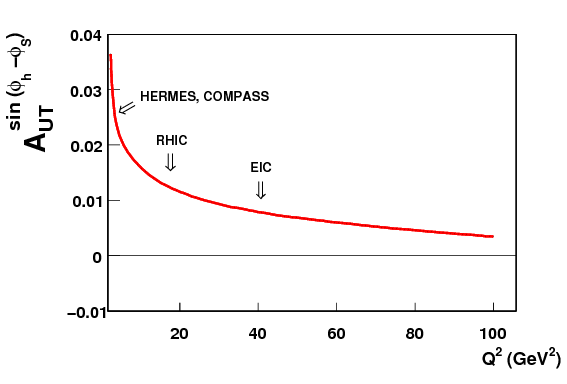 A_UT^sin (ϕ_h −ϕ_S)
0.04
0.03
0.02
0.01
0
−0.01
HERMES, COMPASS
RHIC
EIC
20 40 60 80 100
Q² (GeV²)